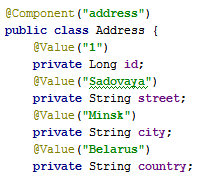 @Component("address")
public class Address {
@Value("1")
private Long id;
@Value("Sadovaya")
private String street;
@Value("Minsk")
private String city;
@Value("Belarus")
private String country;